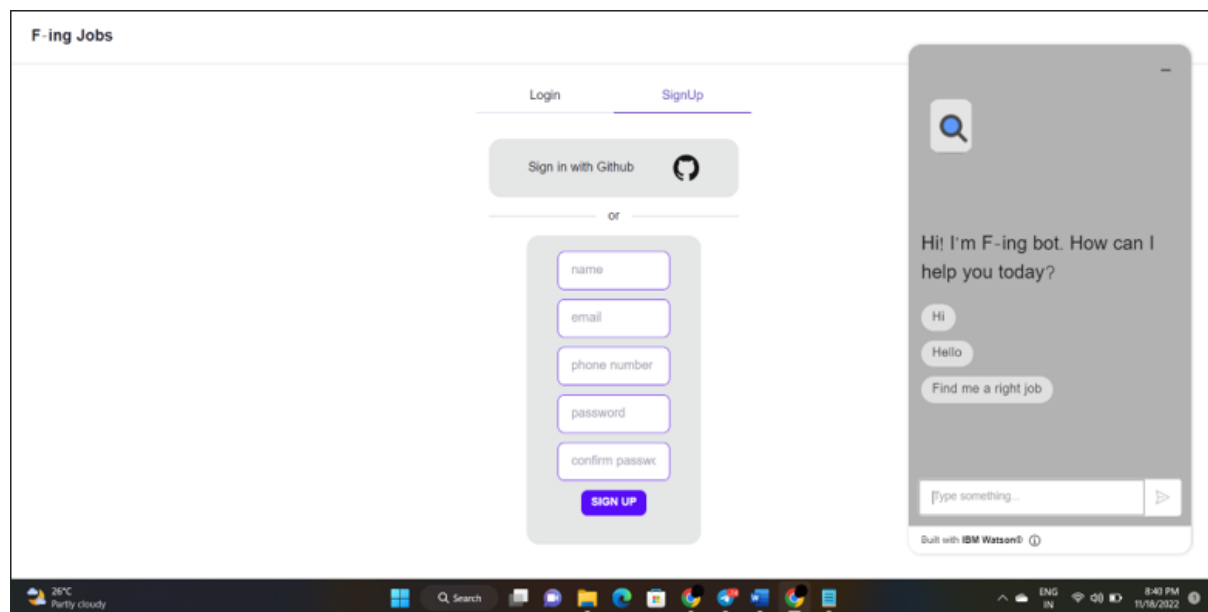 F-ing Jobs
Login
SignUp
Sign in with Github
or
name
email
phone number
password
confirm passwc
SIGN UP
Hi! I'm F-ing bot. How can I
help you today?
Hi
Hello
Find me a right job
Type something...
Built with IBM Watson®
26°C
Partly cloudy
Search
ENG
IN
8:40 PM
11/18/2022